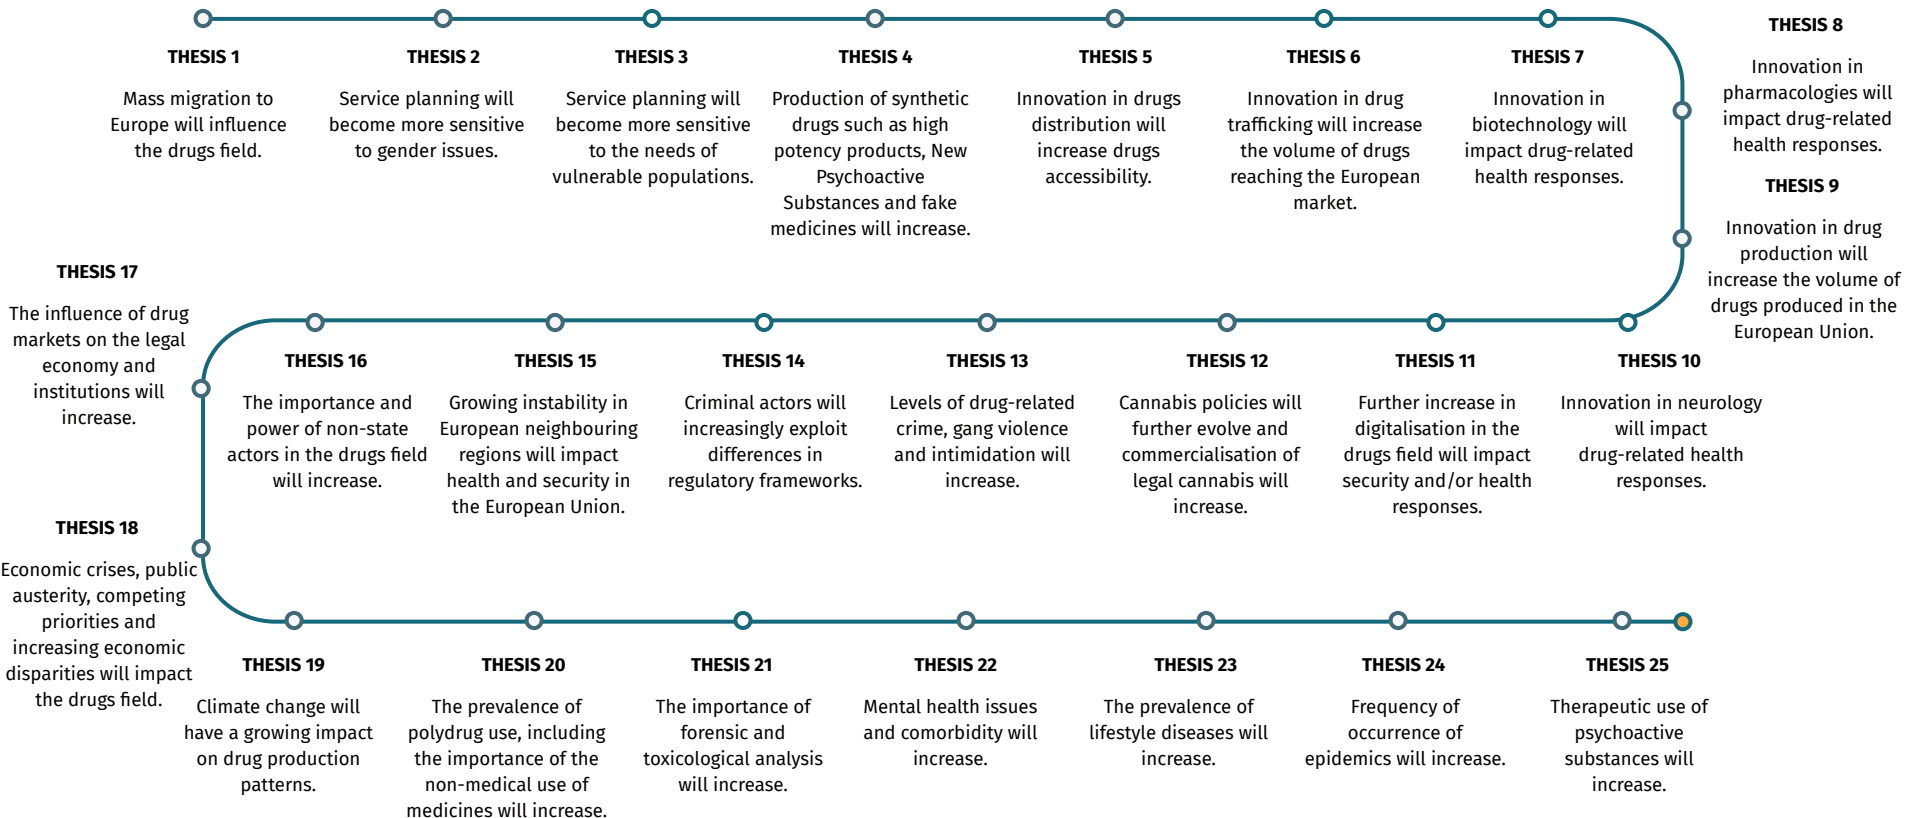 THESIS 1
Mass migration to
Europe will influence
the drugs field.
THESIS 2
Service planning will
become more sensitive
to gender issues.
THESIS 3
Service planning will
become more sensitive
to the needs of
vulnerable populations.
THESIS 4
Production of synthetic
drugs such as high
potency products, New
Psychoactive
Substances and fake
medicines will increase.
THESIS 5
Innovation in drugs
distribution will
increase drugs
accessibility.
THESIS 6
Innovation in drug
trafficking will increase
the volume of drugs
reaching the European
market.
THESIS 7
Innovation in
biotechnology will
impact drug-related
health responses.
THESIS 8
Innovation in
pharmacologies will
impact drug-related
health responses.
THESIS 9
Innovation in drug
production will
increase the volume of
drugs produced in the
European Union.
THESIS 10
Innovation in neurology
will impact
drug-related health
responses.
THESIS 11
Further increase in
digitalisation in the
drugs field will impact
security and/or health
responses.
THESIS 12
Cannabis policies will
further evolve and
commercialisation of
legal cannabis will
increase.
THESIS 13
Levels of drug-related
crime, gang violence
and intimidation will
increase.
THESIS 14
Criminal actors will
increasingly exploit
differences in
regulatory frameworks.
THESIS 15
Growing instability in
European neighbouring
regions will impact
health and security in
the European Union.
THESIS 16
The importance and
power of non-state
actors in the drugs field
will increase.
THESIS 17
The influence of drug
markets on the legal
economy and
institutions will
increase.
THESIS 18
Economic crises, public
austerity, competing
priorities and
increasing economic
disparities will impact
the drugs field.
THESIS 19
Climate change will
have a growing impact
on drug production
patterns.
THESIS 20
The prevalence of
polydrug use, including
the importance of the
non-medical use of
medicines will increase.
THESIS 21
The importance of
forensic and
toxicological analysis
will increase.
THESIS 22
Mental health issues
and comorbidity will
increase.
THESIS 23
The prevalence of
lifestyle diseases will
increase.
THESIS 24
Frequency of
occurrence of
epidemics will increase.
THESIS 25
Therapeutic use of
psychoactive
substances will
increase.